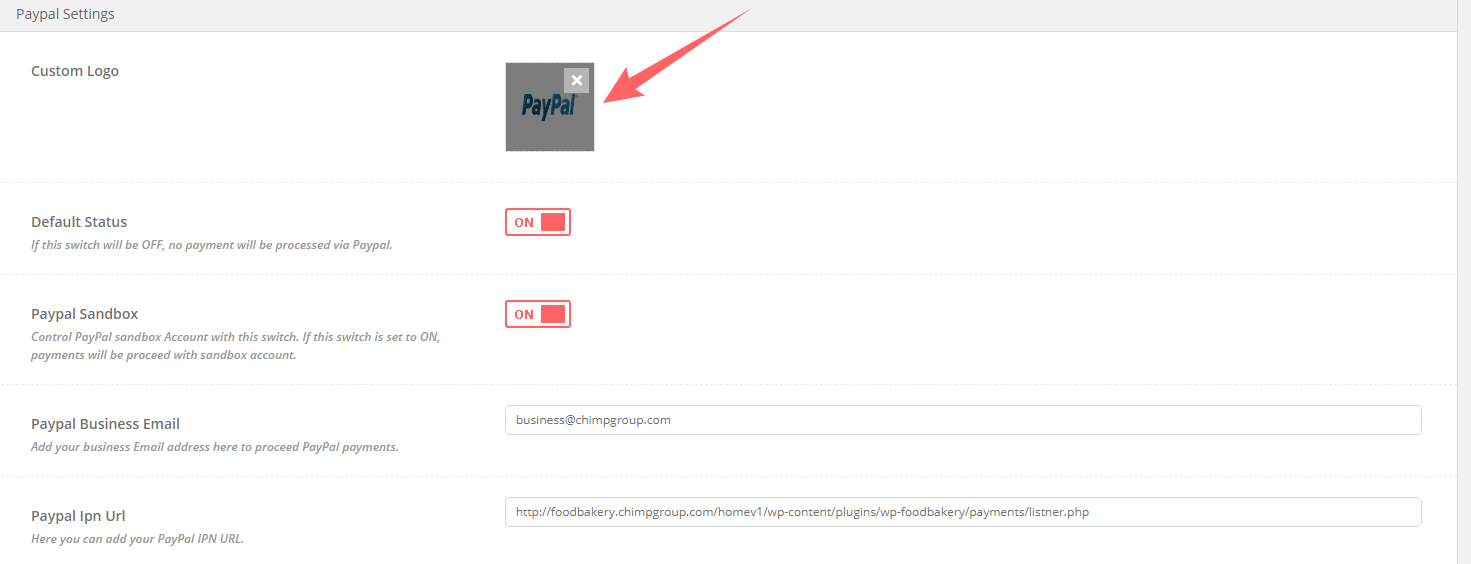 Paypal Settings
Custom Logo
PayPal
Default Status
ON
If this switch will be OFF, no payment will be processed via Paypal.
Paypal Sandbox
ON
Control PayPal sandbox Account with this switch. If this switch is set to ON,
payments will be proceed with sandbox account.
Paypal Business Email
business@chimpgroup.com
Add your business Email address here to proceed PayPal payments.
Paypal Ipn Url
http://foodbakery.chimpgroup.com/homev1/wp-content/plugins/wp-foodbakery/payments/listner.php
Here you can add your PayPal IPN URL.